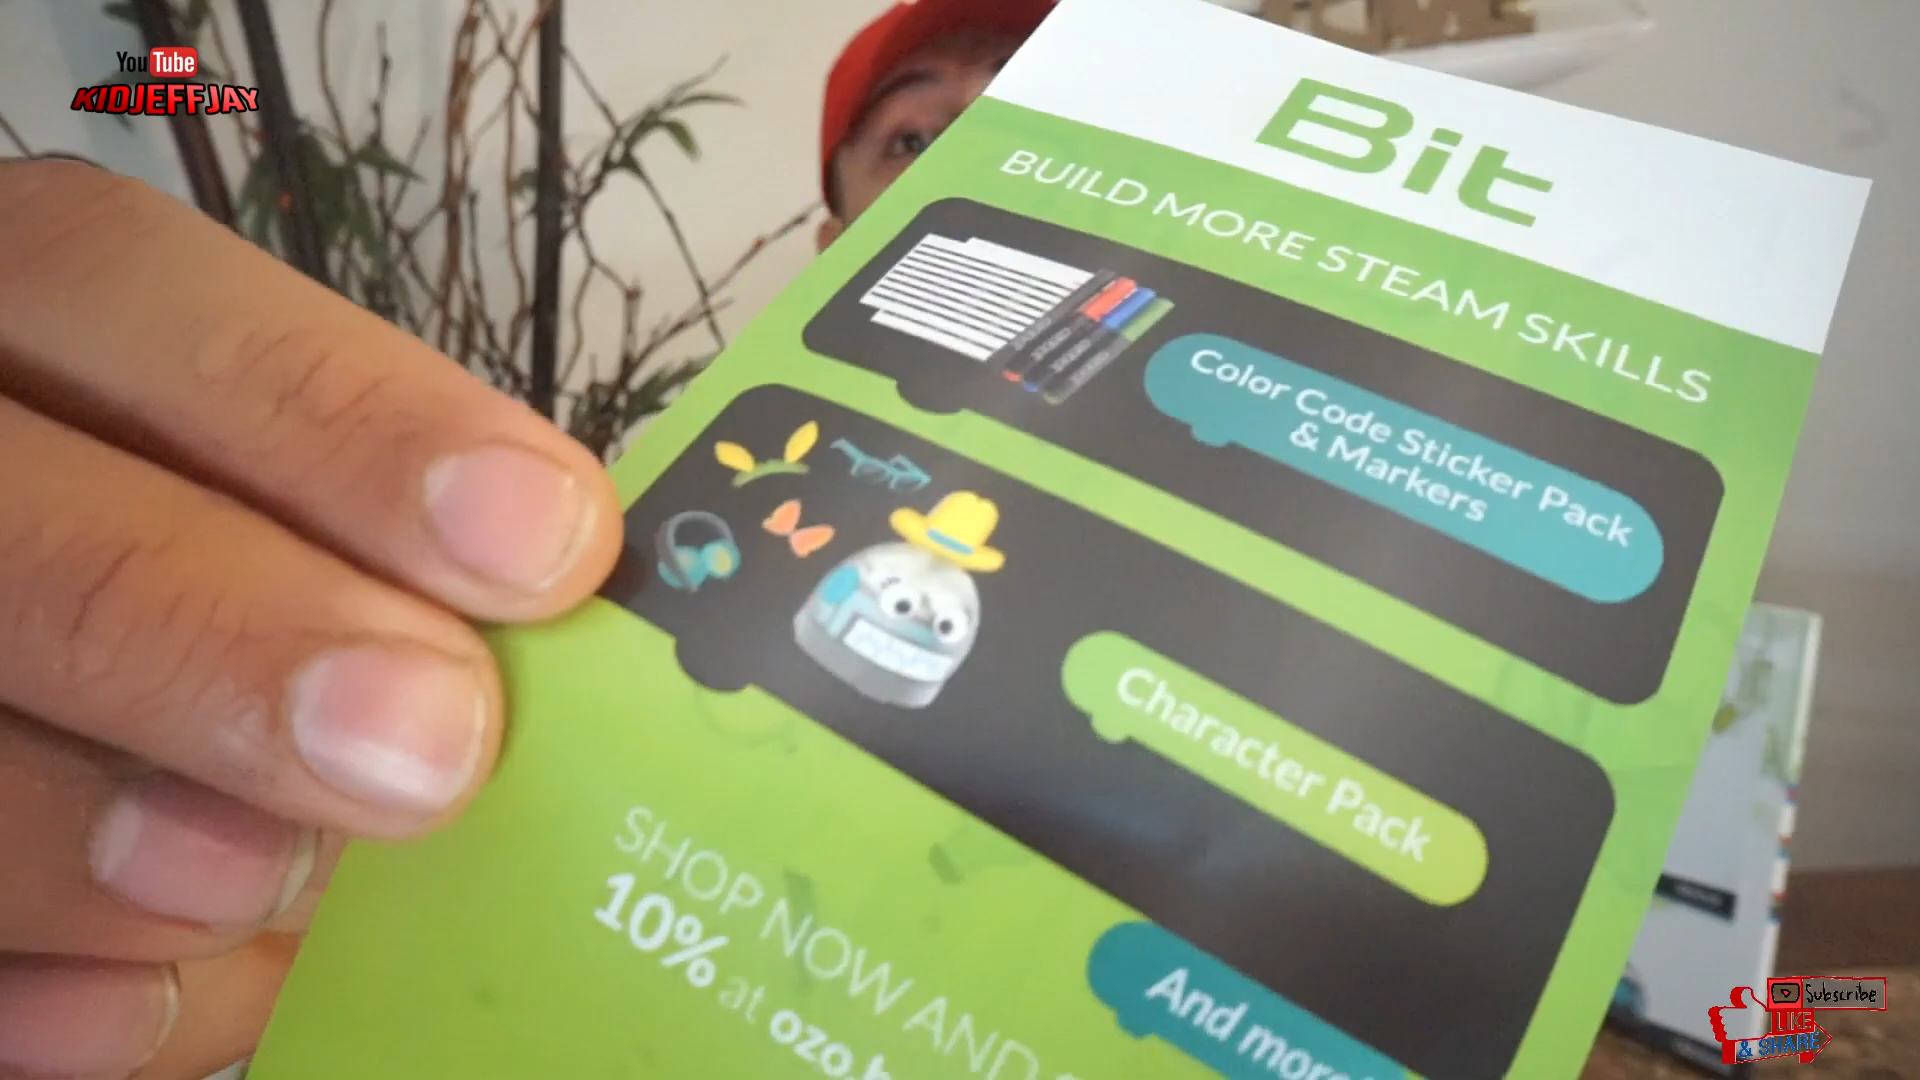 YouTube
KIDJEFFJAY
Bit
BUILD MORE STEAM SKILLS
Color Code Sticker Pack
& Markers
Character Pack
And more
SHOP NOW AND
10% at
Subscribe
LIKE
& SHARE